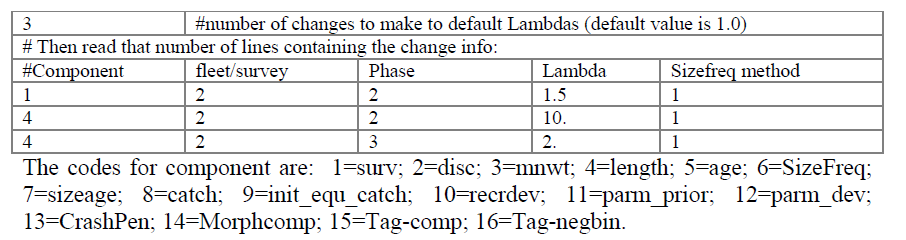 3 #number of changes to make to default Lambdas (default value is 1.0)
# Then read that number of lines containing the change info:
#Component fleet/survey Phase Lambda Sizefreq method
1 2 2 1.5 1
4 2 2 10. 1
4 2 3 2. 1
The codes for component are: 1=surv; 2=disc; 3=mnwt; 4=length; 5=age; 6=SizeFreq;
7=sizeage; 8=catch; 9=init_equ_catch; 10=recrdev; 11=parm_prior; 12=parm_dev;
13=CrashPen; 14=Morphcomp; 15=Tag-comp; 16=Tag-negbin.